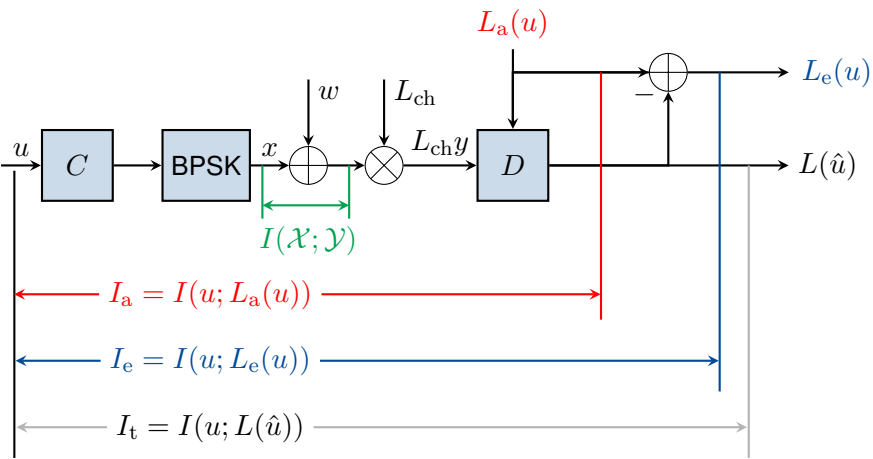 L_a(u)
L_e(u)
w
L_ch
u
C
BPSK
x
L_ch y
D
−
L(û)
I(𝒳; 𝒴)
I_a = I(u; L_a(u))
I_e = I(u; L_e(u))
I_t = I(u; L(û))